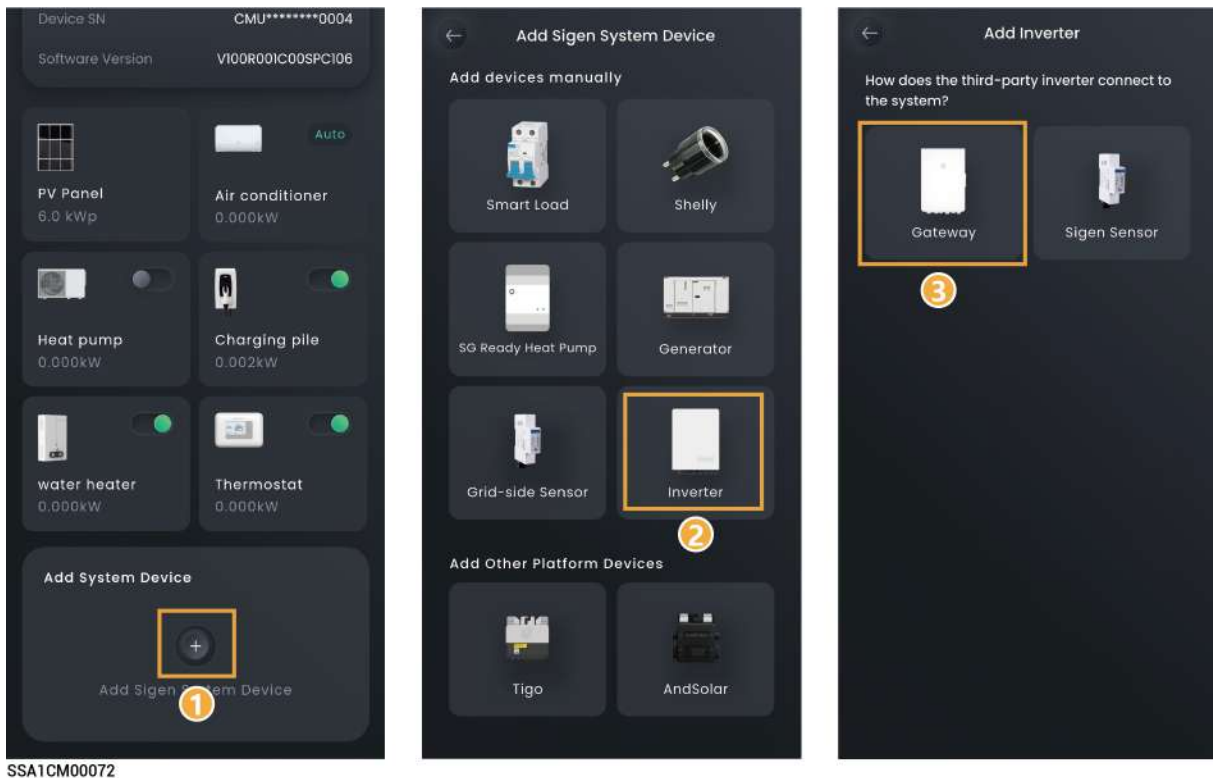 Device SN CMU********0004
Software Version V100R001C00SPC106
Auto
PV Panel Air conditioner
6.0 kWp 0.000kW
Heat pump Charging pile
0.000kW 0.002kW
water heater Thermostat
0.000kW 0.000kW
Add System Device
+
Add Sigen System Device
1
SSA1CM00072
← Add Sigen System Device
Add devices manually
Smart Load Shelly
SG Ready Heat Pump Generator
Grid-side Sensor Inverter
2
Add Other Platform Devices
Tigo AndSolar
← Add Inverter
How does the third-party inverter connect to
the system?
Gateway Sigen Sensor
3